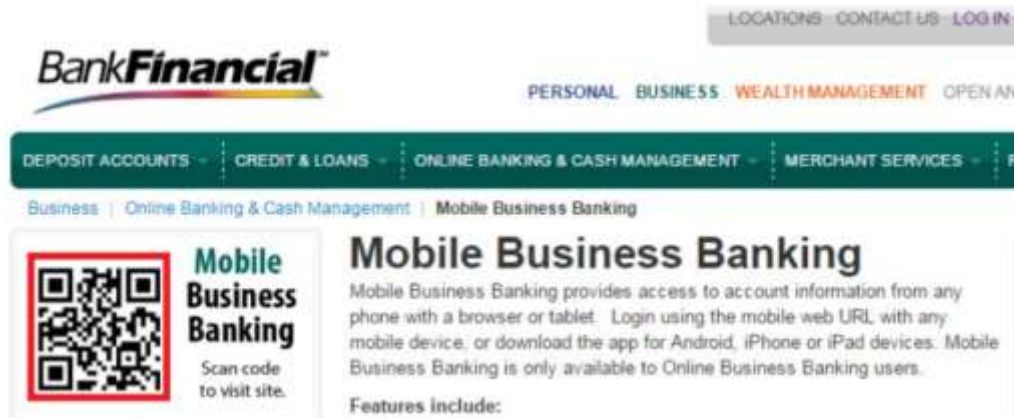 LOCATIONS CONTACT US LOG IN
BankFinancial™
PERSONAL BUSINESS WEALTH MANAGEMENT OPEN AN
DEPOSIT ACCOUNTS CREDIT & LOANS ONLINE BANKING & CASH MANAGEMENT MERCHANT SERVICES
Business | Online Banking & Cash Management | Mobile Business Banking
Mobile
Business
Banking
Scan code
to visit site.
Mobile Business Banking
Mobile Business Banking provides access to account information from any
phone with a browser or tablet. Login using the mobile web URL with any
mobile device, or download the app for Android, iPhone or iPad devices. Mobile
Business Banking is only available to Online Business Banking users.
Features include: